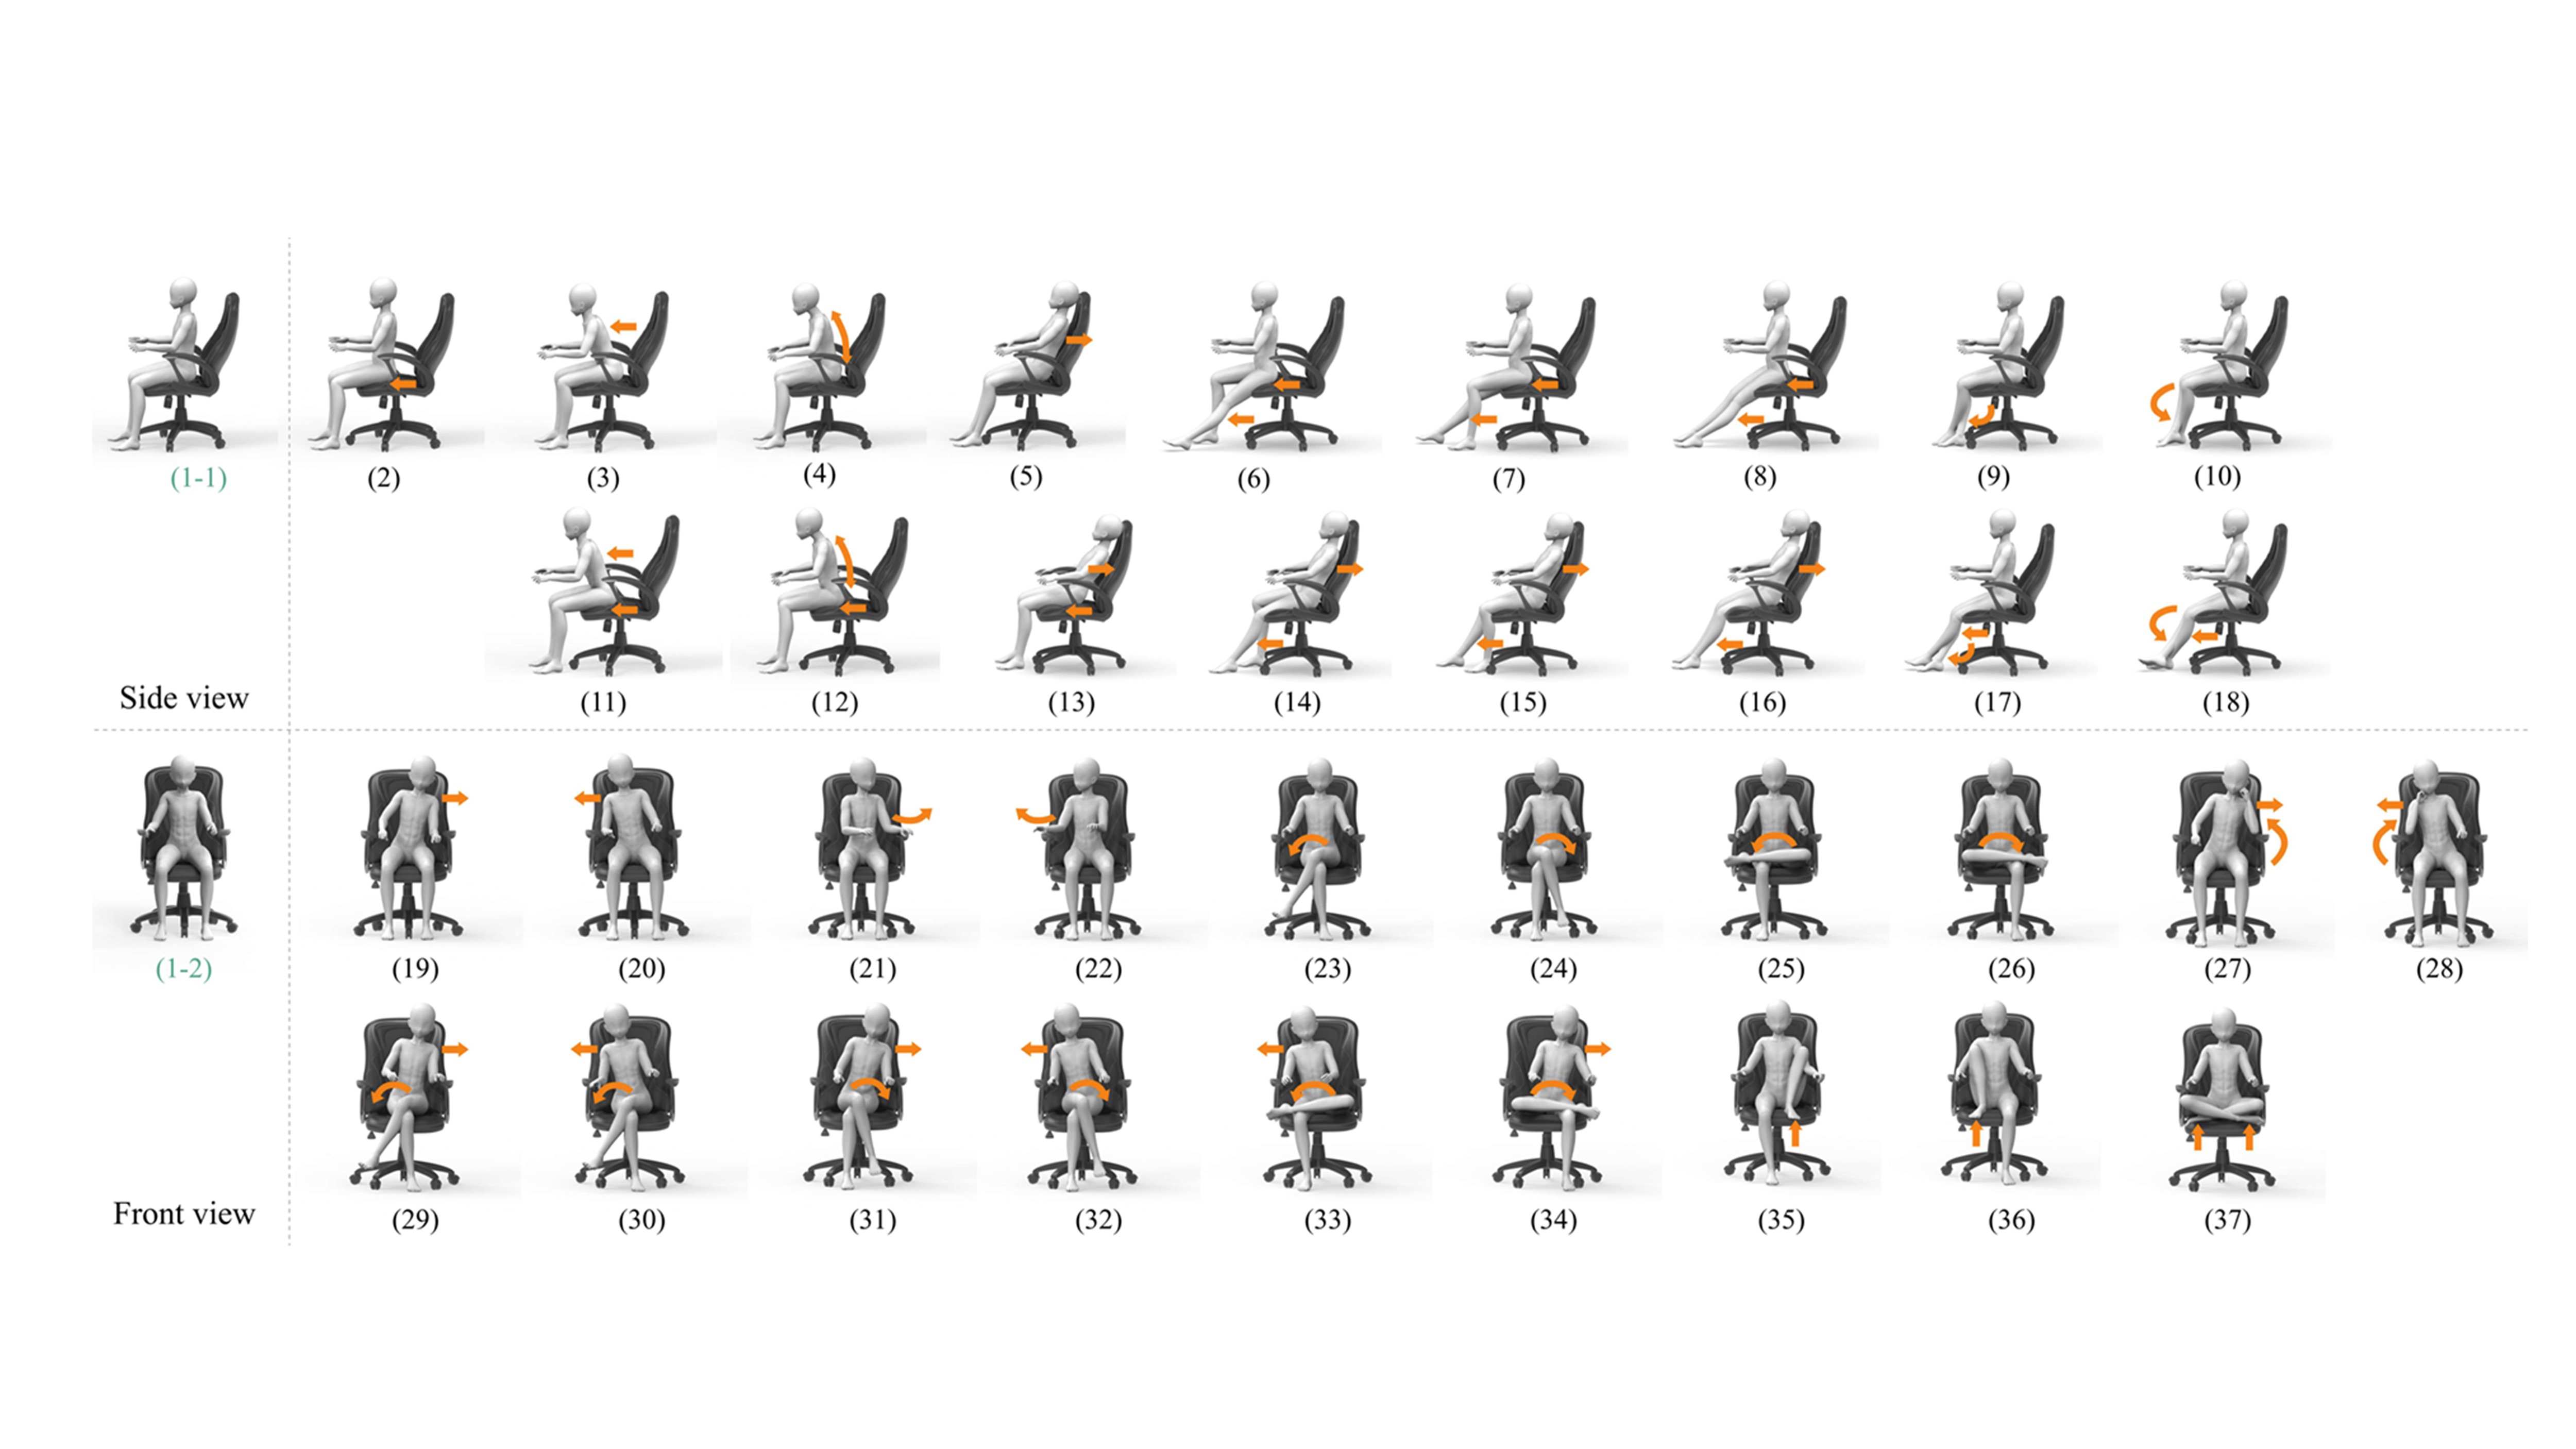 (1-1) (2) (3) (4) (5) (6) (7) (8) (9) (10)
(11) (12) (13) (14) (15) (16) (17) (18)
Side view
(1-2) (19) (20) (21) (22) (23) (24) (25) (26) (27) (28)
(29) (30) (31) (32) (33) (34) (35) (36) (37)
Front view